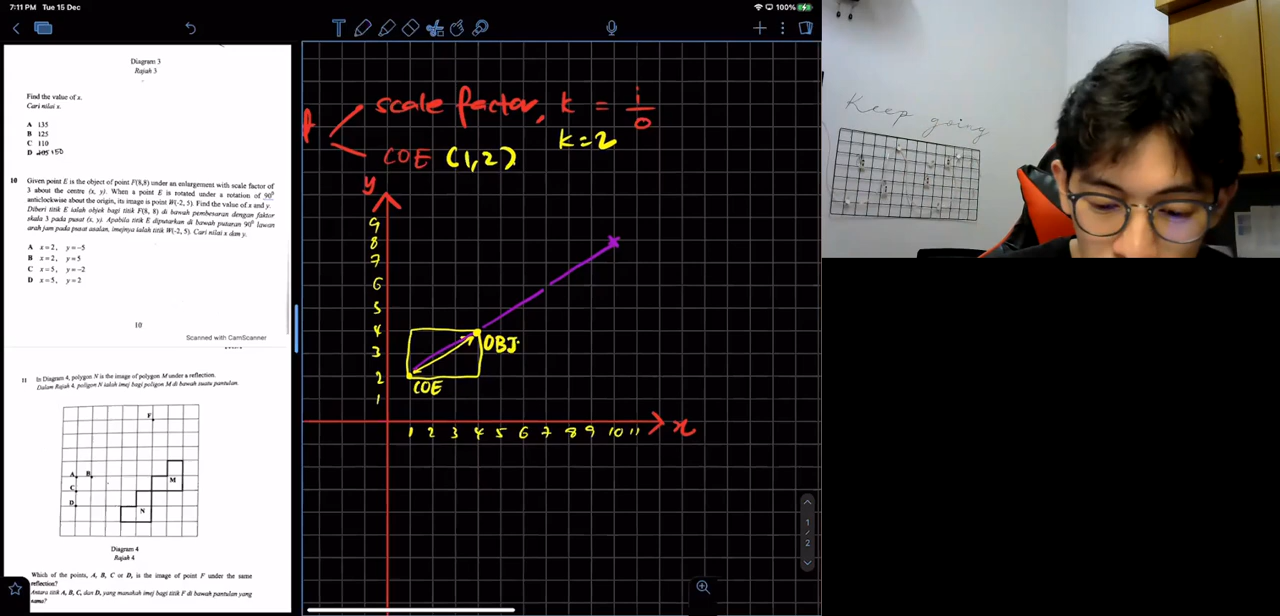 7:11 PM Tue 15 Dec
100%
Diagram 3
Rajah 3
Find the value of x.
Cari nilai x.
A 135
B 125
C 110
D 150
10 Given point E is the object of point F(8,8) under an enlargement with scale factor of
3 about the centre (x, y). When a point E is rotated under a rotation of 90⁰
anticlockwise about the origin, its image is point W(-2, 5). Find the value of x and y.
Diberi titik E ialah objek bagi titik F(8, 8) di bawah pembesaran dengan faktor
skala 3 pada pusat (x, y). Apabila titik E diputarkan di bawah putaran 90⁰ lawan
arah jam pada pusat asalan, imejnya ialah titik W(-2, 5). Cari nilai x dan y.
A x=2, y=-5
B x=2, y=5
C x=5, y=-2
D x=5, y=2
10
Scanned with CamScanner
11 In Diagram 4, polygon N is the image of polygon M under a reflection.
Dalam Rajah 4, poligon N ialah imej bagi poligon M di bawah suatu pantulan.
F
A B
M
C
D
N
Diagram 4
Rajah 4
Which of the points, A, B, C or D, is the image of point F under the same
reflection?
Antara titik A, B, C, dan D, yang manakah imej bagi titik F di bawah pantulan yang
sama?
scale factor, k = i/o
k=2
COE (1,2)
y
9
8
7
6
5
4
3
2
1
OBJ
COE
1 2 3 4 5 6 7 8 9 10 11
x
1
/
2
Keep going